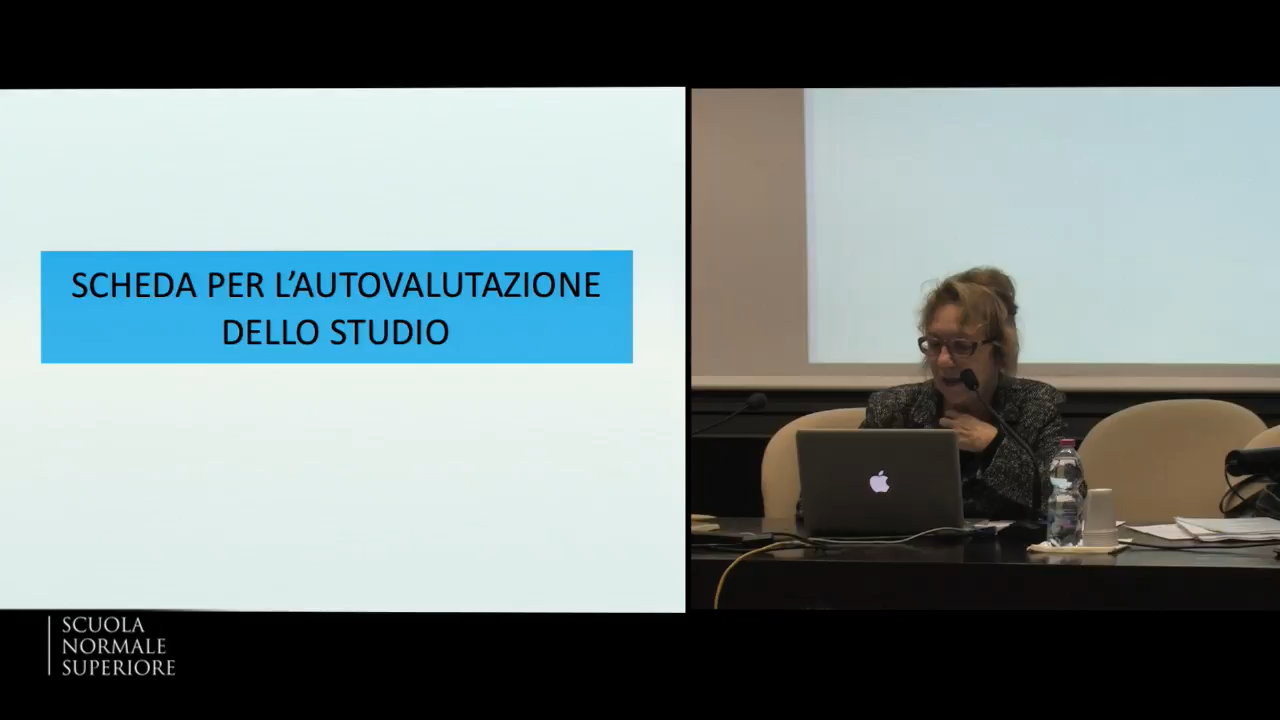 SCHEDA PER L'AUTOVALUTAZIONE
DELLO STUDIO
SCUOLA
NORMALE
SUPERIORE